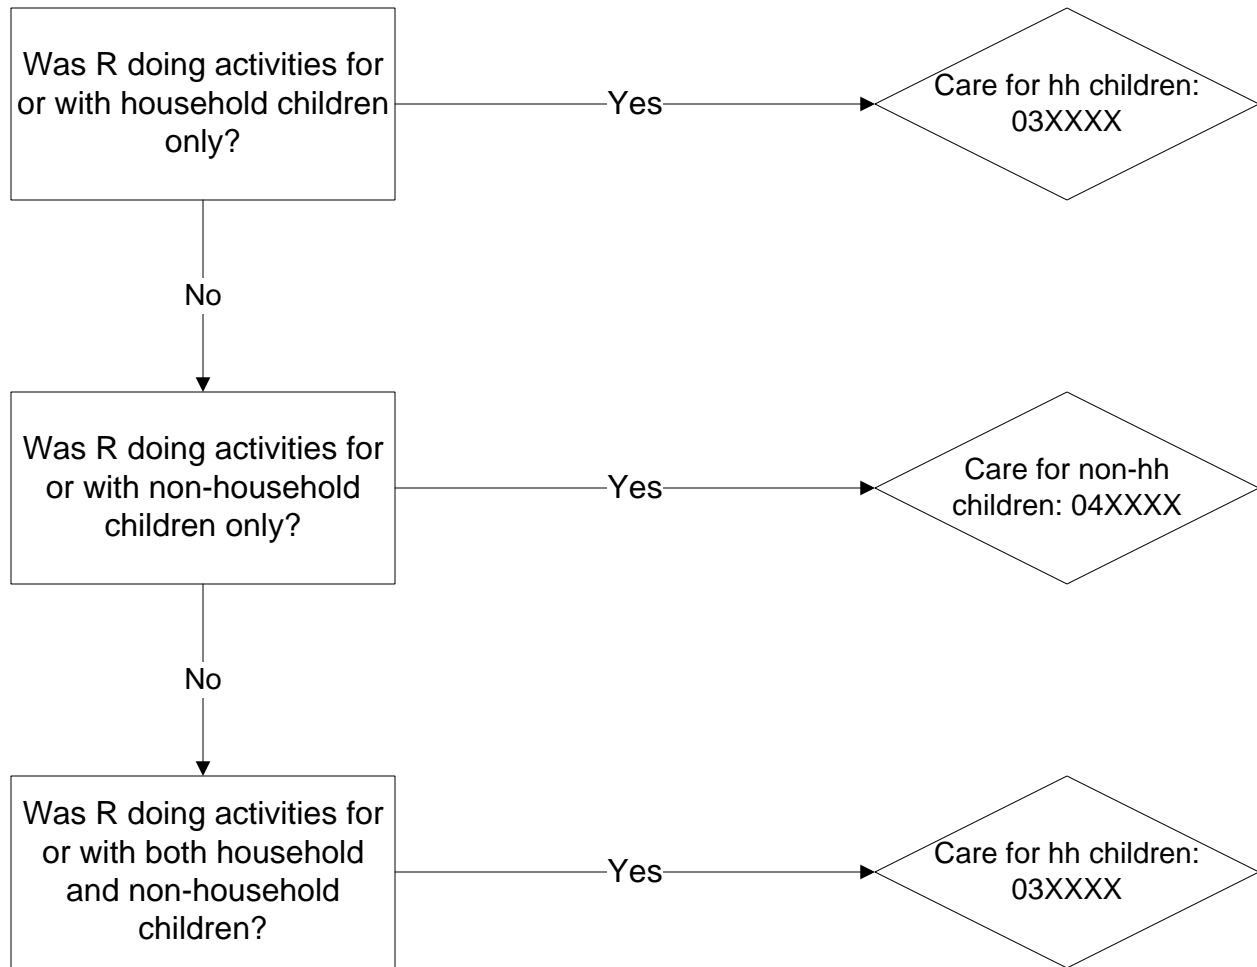 Was R doing activities for
or with household children
only?
Yes
Care for hh children:
03XXXX
No
Was R doing activities for
or with non-household
children only?
Yes
Care for non-hh
children: 04XXXX
No
Was R doing activities for
or with both household
and non-household
children?
Yes
Care for hh children:
03XXXX